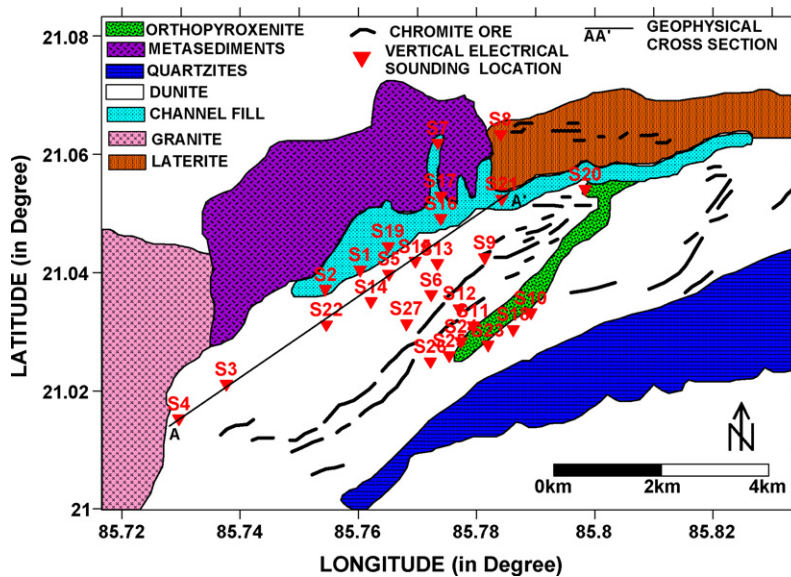 21.08
21.06
21.04
21.02
21
LATITUDE (in Degree)
ORTHOPYROXENITE
METASEDIMENTS
QUARTZITES
DUNITE
CHANNEL FILL
GRANITE
LATERITE
CHROMITE ORE
VERTICAL ELECTRICAL
SOUNDING LOCATION
AA'
GEOPHYSICAL
CROSS SECTION
S7
S8
S17
S16
S21
A'
S20
S19
S13
S9
S1
S5
S2
S14
S6
S12
S22
S27
S11
S10
S3
S4
A
N
0km
2km
4km
85.72
85.74
85.76
85.78
85.8
85.82
LONGITUDE (in Degree)